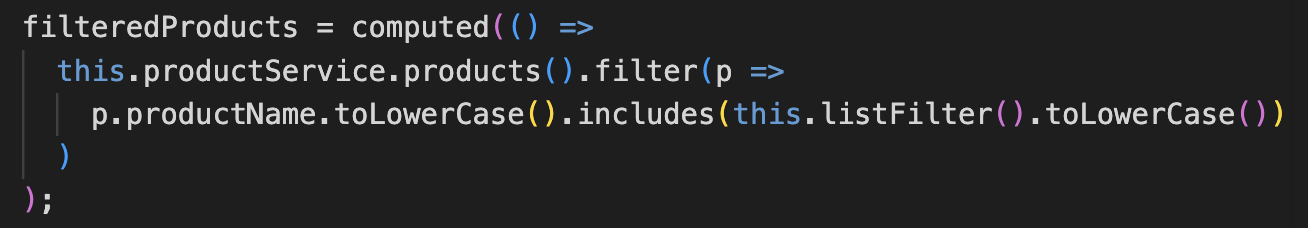 filteredProducts = computed(() =>
  this.productService.products().filter(p =>
    p.productName.toLowerCase().includes(this.listFilter().toLowerCase())
  )
);